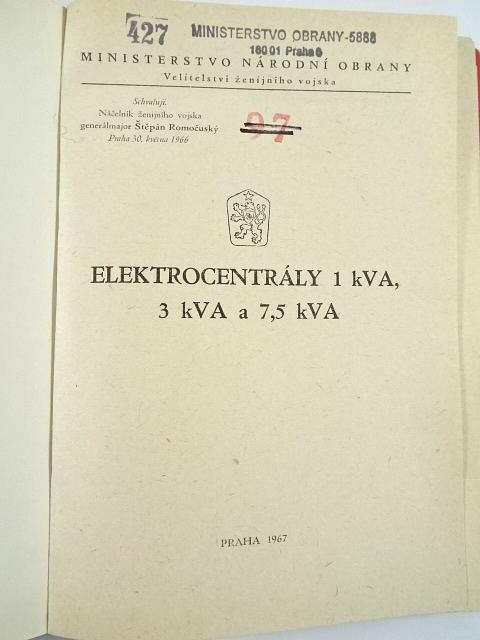 427 MINISTERSTVO OBRANY-5888
16001 Praha 6
MINISTERSTVO NÁRODNÍ OBRANY
Velitelství ženijního vojska
Schvaluji.
Náčelník ženijního vojska
generálmajor Štěpán Romočuský
Praha 30. května 1966
97
ELEKTROCENTRÁLY 1 kVA,
3 kVA a 7,5 kVA
PRAHA 1967